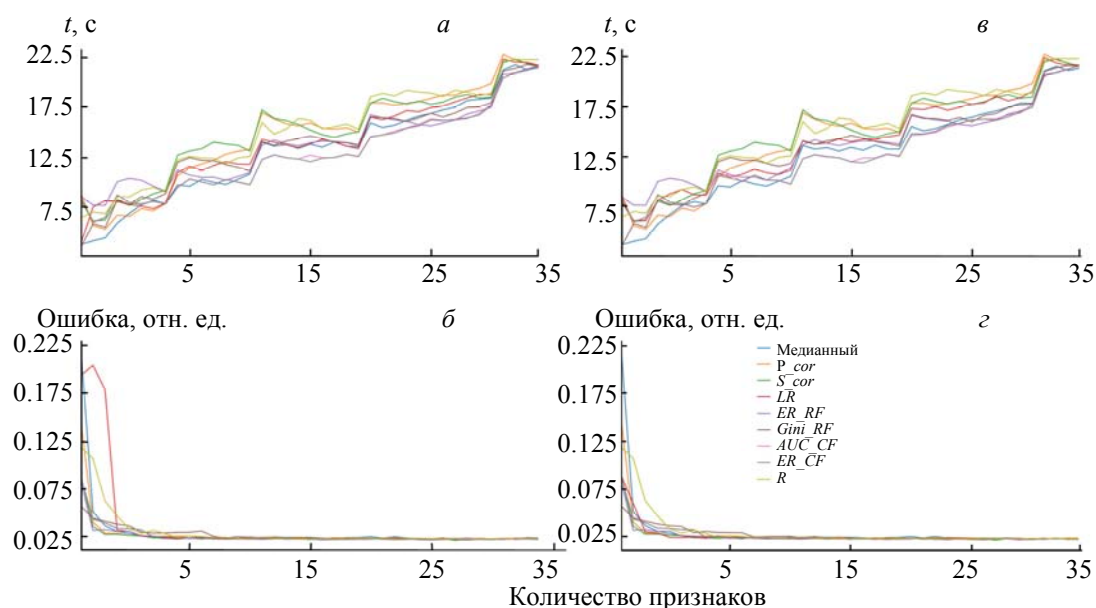 t, с
а
22.5
17.5
12.5
7.5
5
15
25
35
t, с
в
22.5
17.5
12.5
7.5
5
15
25
35
Ошибка, отн. ед.
б
0.225
0.175
0.125
0.075
0.025
5
15
25
35
Ошибка, отн. ед.
г
0.225
0.175
0.125
0.075
0.025
Медианный
P_cor
S_cor
LR
ER_RF
Gini_RF
AUC_CF
ER_CF
R
5
15
25
35
Количество признаков